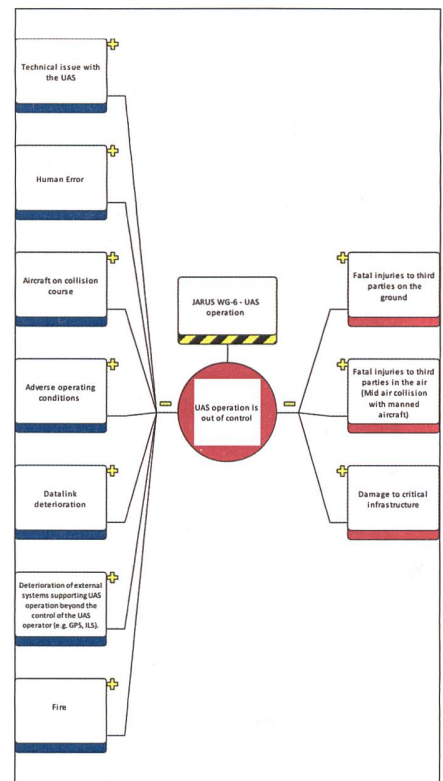 Technical issue with
the UAS
Human Error
Aircraft on collision
course
Adverse operating
conditions
Datalink
deterioration
Deterioration of external
systems supporting UAS
operation beyond the
control of the UAS
operator (e.g. GPS, ILS).
Fire
JARUS WG-6 - UAS
operation
UAS operation is
out of control
Fatal injuries to third
parties on the
ground
Fatal injuries to third
parties in the air
(Mid air collision
with manned
aircraft)
Damage to critical
infrastructure